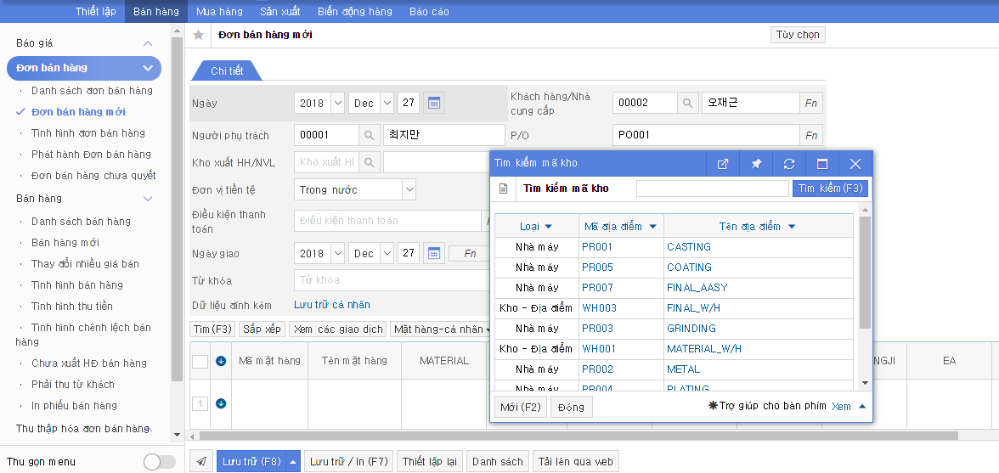 Thiết lập Bán hàng Mua hàng Sản xuất Biến động hàng Báo cáo
Báo giá
Đơn bán hàng
Danh sách đơn bán hàng
Đơn bán hàng mới
Tình hình đơn bán hàng
Phát hành Đơn bán hàng
Đơn bán hàng chưa quyết
Bán hàng
Danh sách bán hàng
Bán hàng mới
Thay đổi nhiều giá bán
Tình hình bán hàng
Tình hình thu tiền
Tình hình chênh lệch bán
hàng
Chưa xuất HĐ bán hàng
Phải thu từ khách
In phiếu bán hàng
Thu thập hóa đơn bán hàng
Thu gọn menu
Đơn bán hàng mới Tùy chọn
Chi tiết
Ngày 2018 Dec 27
Khách hàng/Nhà
cung cấp 00002 오재근 Fn
Người phụ trách 00001 최지만 P/O PO001 Fn
Kho xuất HH/NVL Kho xuất HI
Đơn vị tiền tệ Trong nước
Điều kiện thanh
toán Điều kiện thanh toán
Ngày giao 2018 Dec 27 Fn
Từ khóa Từ khóa
Dữ liệu đính kèm Lưu trữ cá nhân
Tìm (F3) Sắp xếp Xem các giao dịch Mặt hàng-cá nhân
Mã mặt hàng Tên mặt hàng MATERIAL NGJI EA
1
Tìm kiếm mã kho
Tìm kiếm mã kho Tìm kiếm(F3)
Loại Mã địa điểm Tên địa điểm
Nhà máy PR001 CASTING
Nhà máy PR005 COATING
Nhà máy PR007 FINAL_AASY
Kho - Địa điểm WH003 FINAL_W/H
Nhà máy PR003 GRINDING
Kho - Địa điểm WH001 MATERIAL_W/H
Nhà máy PR002 METAL
Nhà máy PR004 PLATING
Mới (F2) Đóng ✱Trợ giúp cho bàn phím Xem
Lưu trữ (F8) Lưu trữ / In (F7) Thiết lập lại Danh sách Tải lên qua web